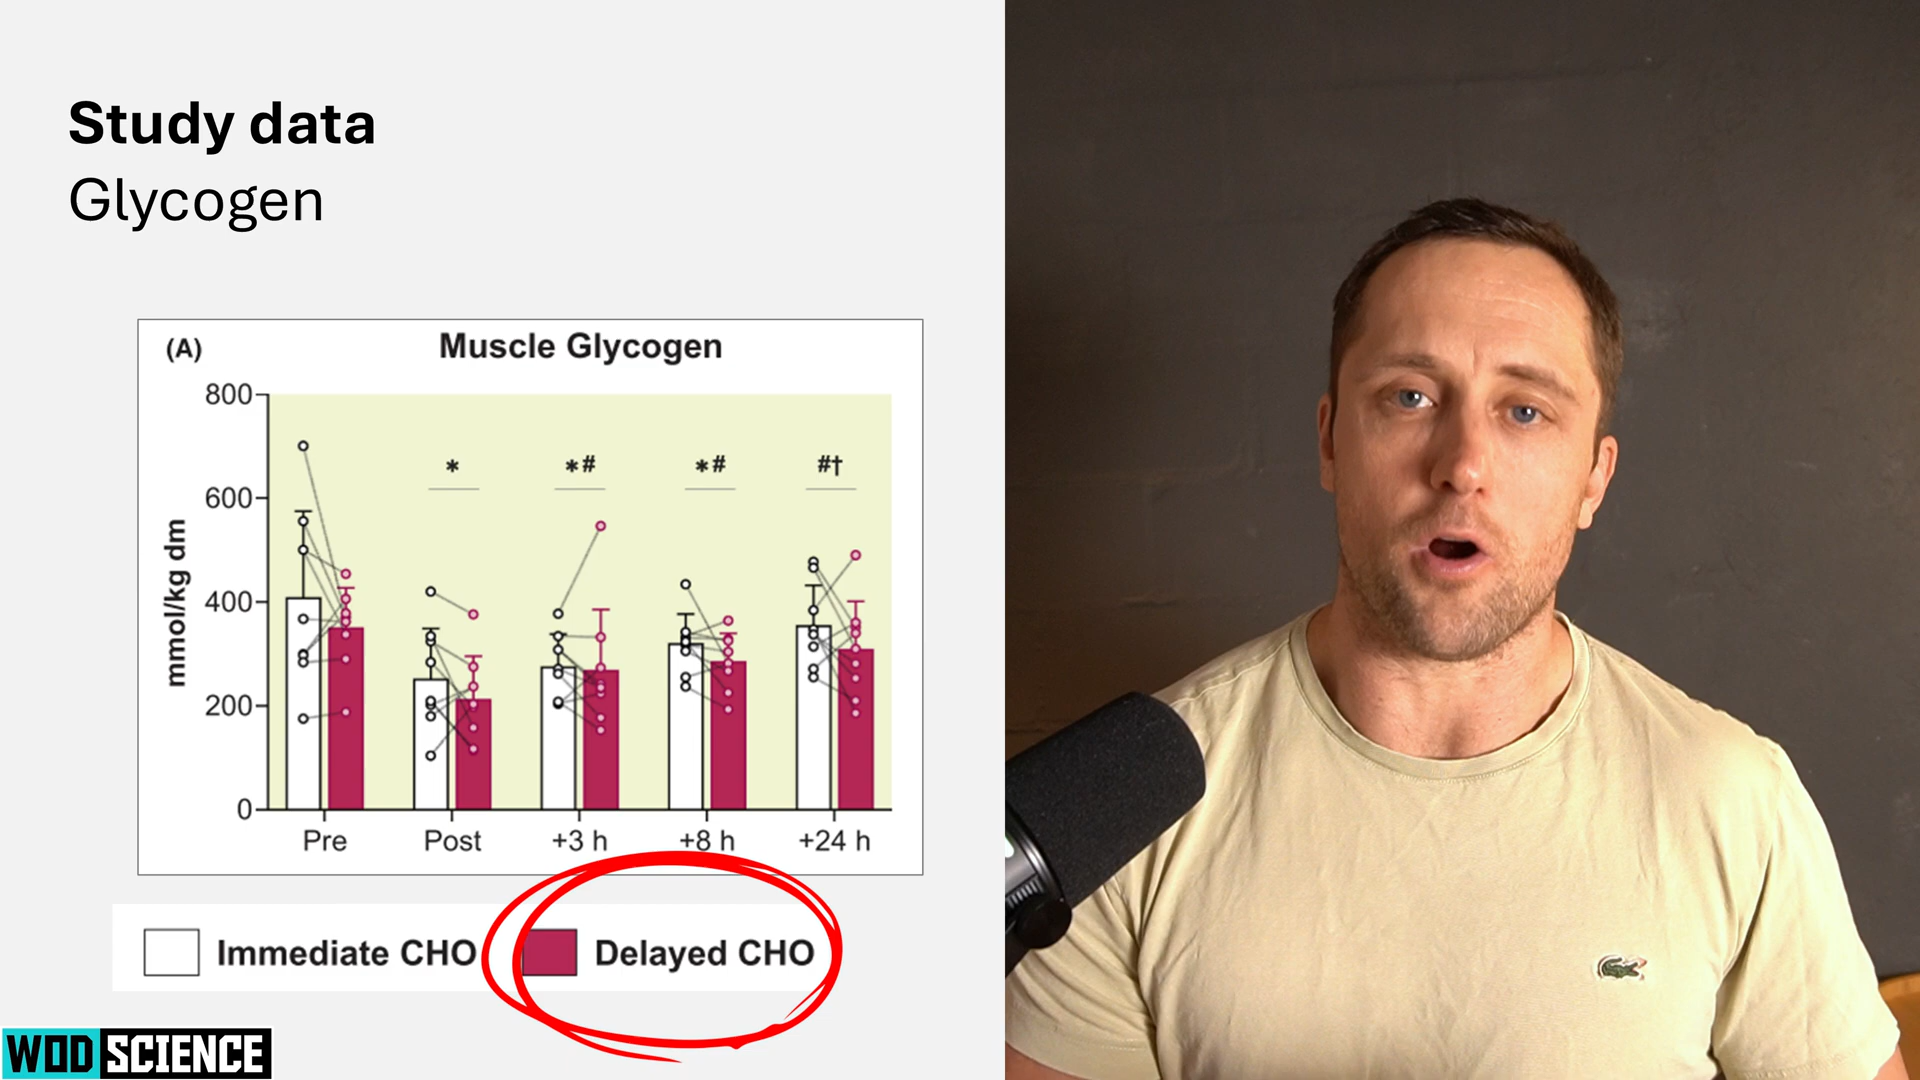 Study data
Glycogen
(A)
Muscle Glycogen
800
600
400
200
0
mmol/kg dm
*
*#
*#
#†
Pre
Post
+3 h
+8 h
+24 h
Immediate CHO
Delayed CHO
WOD SCIENCE